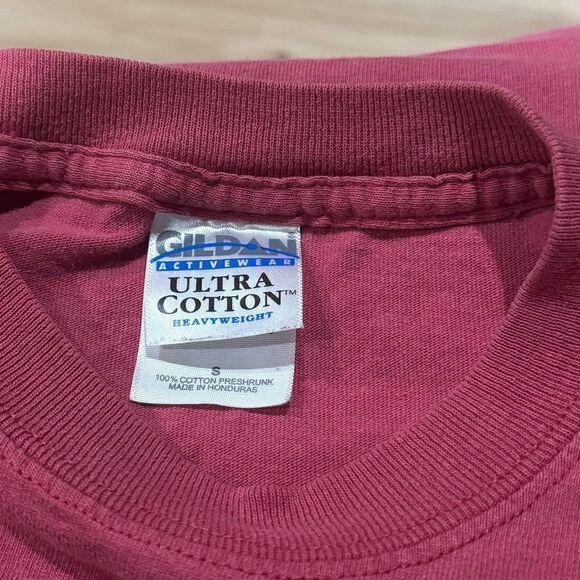 GILDAN
ACTIVEWEAR
ULTRA
COTTON™
HEAVYWEIGHT
S
100% COTTON PRESHRUNK
MADE IN HONDURAS